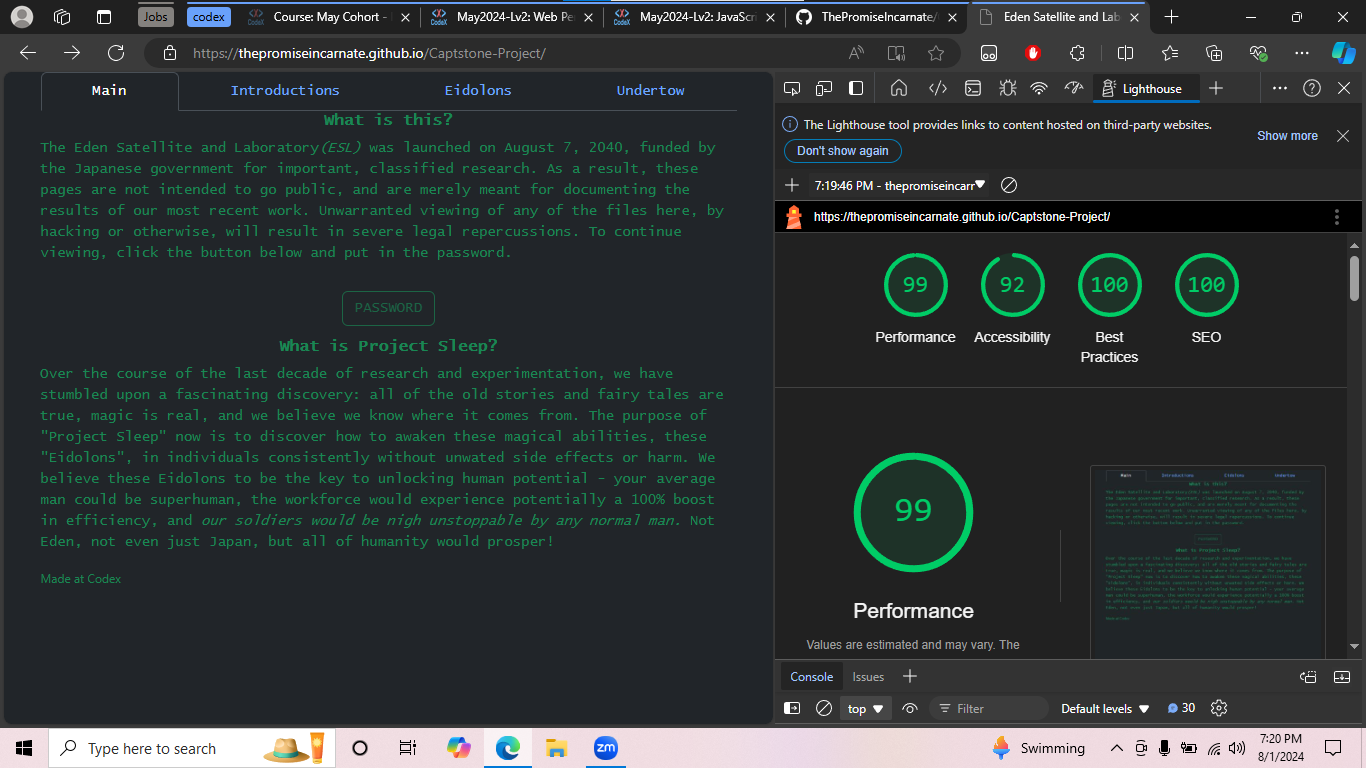 Jobs
codex
Course: May Cohort -
May2024-Lv2: Web Pe
May2024-Lv2: JavaScr
ThePromiseIncarnate/
Eden Satellite and Lab
https://thepromiseincarnate.github.io/Captstone-Project/
Main
Introductions
Eidolons
Undertow
What is this?
The Eden Satellite and Laboratory(ESL) was launched on August 7, 2040, funded by
the Japanese government for important, classified research. As a result, these
pages are not intended to go public, and are merely meant for documenting the
results of our most recent work. Unwarranted viewing of any of the files here, by
hacking or otherwise, will result in severe legal repercussions. To continue
viewing, click the button below and put in the password.
PASSWORD
What is Project Sleep?
Over the course of the last decade of research and experimentation, we have
stumbled upon a fascinating discovery: all of the old stories and fairy tales are
true, magic is real, and we believe we know where it comes from. The purpose of
"Project Sleep" now is to discover how to awaken these magical abilities, these
"Eidolons", in individuals consistently without unwated side effects or harm. We
believe these Eidolons to be the key to unlocking human potential - your average
man could be superhuman, the workforce would experience potentially a 100% boost
in efficiency, and our soldiers would be nigh unstoppable by any normal man. Not
Eden, not even just Japan, but all of humanity would prosper!
Made at Codex
Lighthouse
The Lighthouse tool provides links to content hosted on third-party websites.
Show more
Don't show again
7:19:46 PM - thepromiseincarr
https://thepromiseincarnate.github.io/Captstone-Project/
99
92
100
100
Performance
Accessibility
Best
Practices
SEO
99
Performance
Values are estimated and may vary. The
Main
Introductions
Eidolons
Undertow
What is this?
PASSWORD
What is Project Sleep?
Console
Issues
top
Filter
Default levels
30
Type here to search
zm
Swimming
7:20 PM
8/1/2024